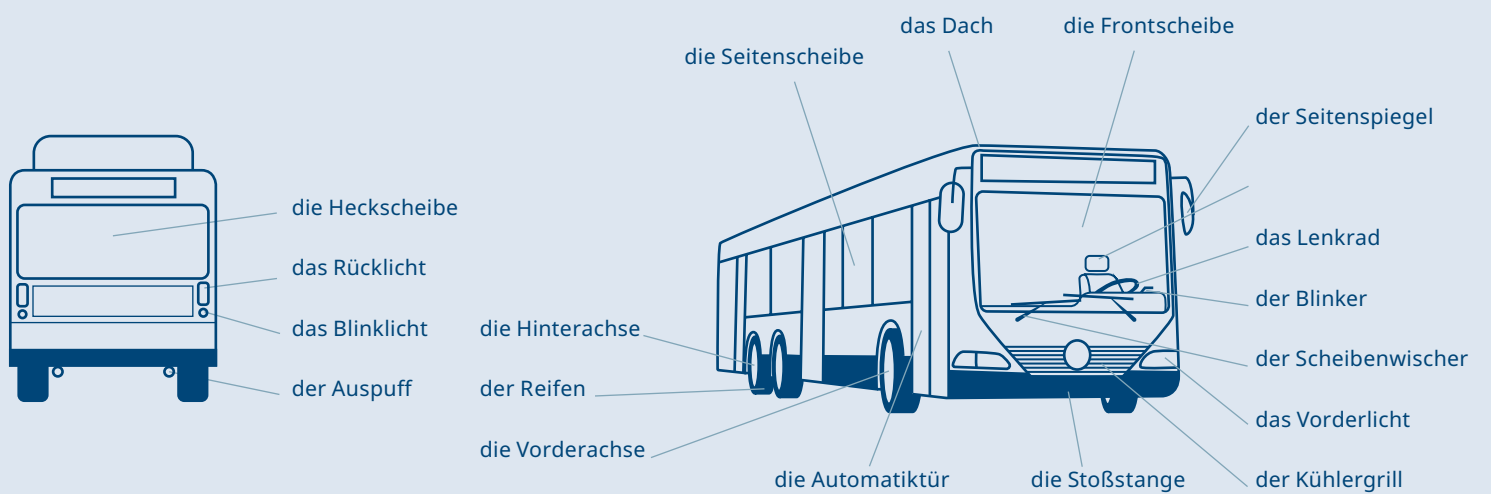 das Dach
die Frontscheibe
die Seitenscheibe
der Seitenspiegel
die Heckscheibe
das Lenkrad
das Rücklicht
der Blinker
das Blinklicht
die Hinterachse
der Scheibenwischer
der Auspuff
der Reifen
das Vorderlicht
die Vorderachse
die Automatiktür
die Stoßstange
der Kühlergrill